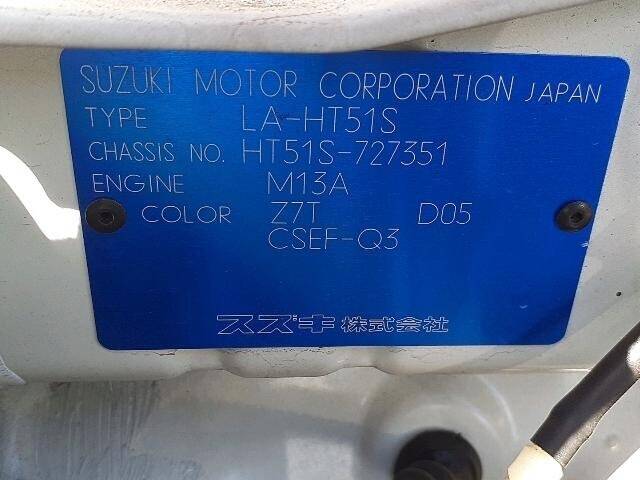 SUZUKI MOTOR CORPORATION JAPAN
TYPE LA-HT51S
CHASSIS NO. HT51S-727351
ENGINE M13A
COLOR Z7T D05
CSEF-Q3
スズキ株式会社